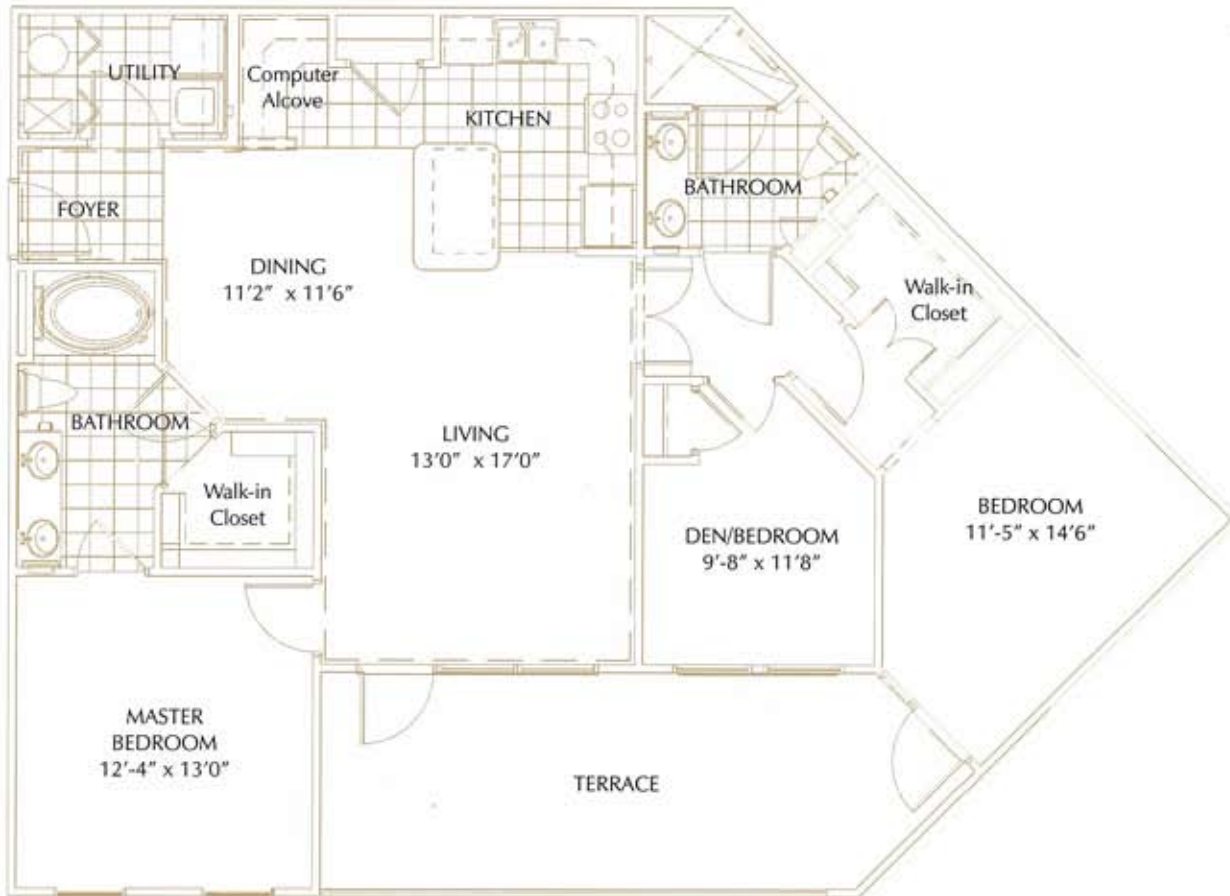 UTILITY
Computer
Alcove
KITCHEN
FOYER
BATHROOM
DINING
11'2" x 11'6"
Walk-in
Closet
BATHROOM
LIVING
13'0" x 17'0"
Walk-in
Closet
DEN/BEDROOM
9'-8" x 11'8"
BEDROOM
11'-5" x 14'6"
MASTER
BEDROOM
12'-4" x 13'0"
TERRACE